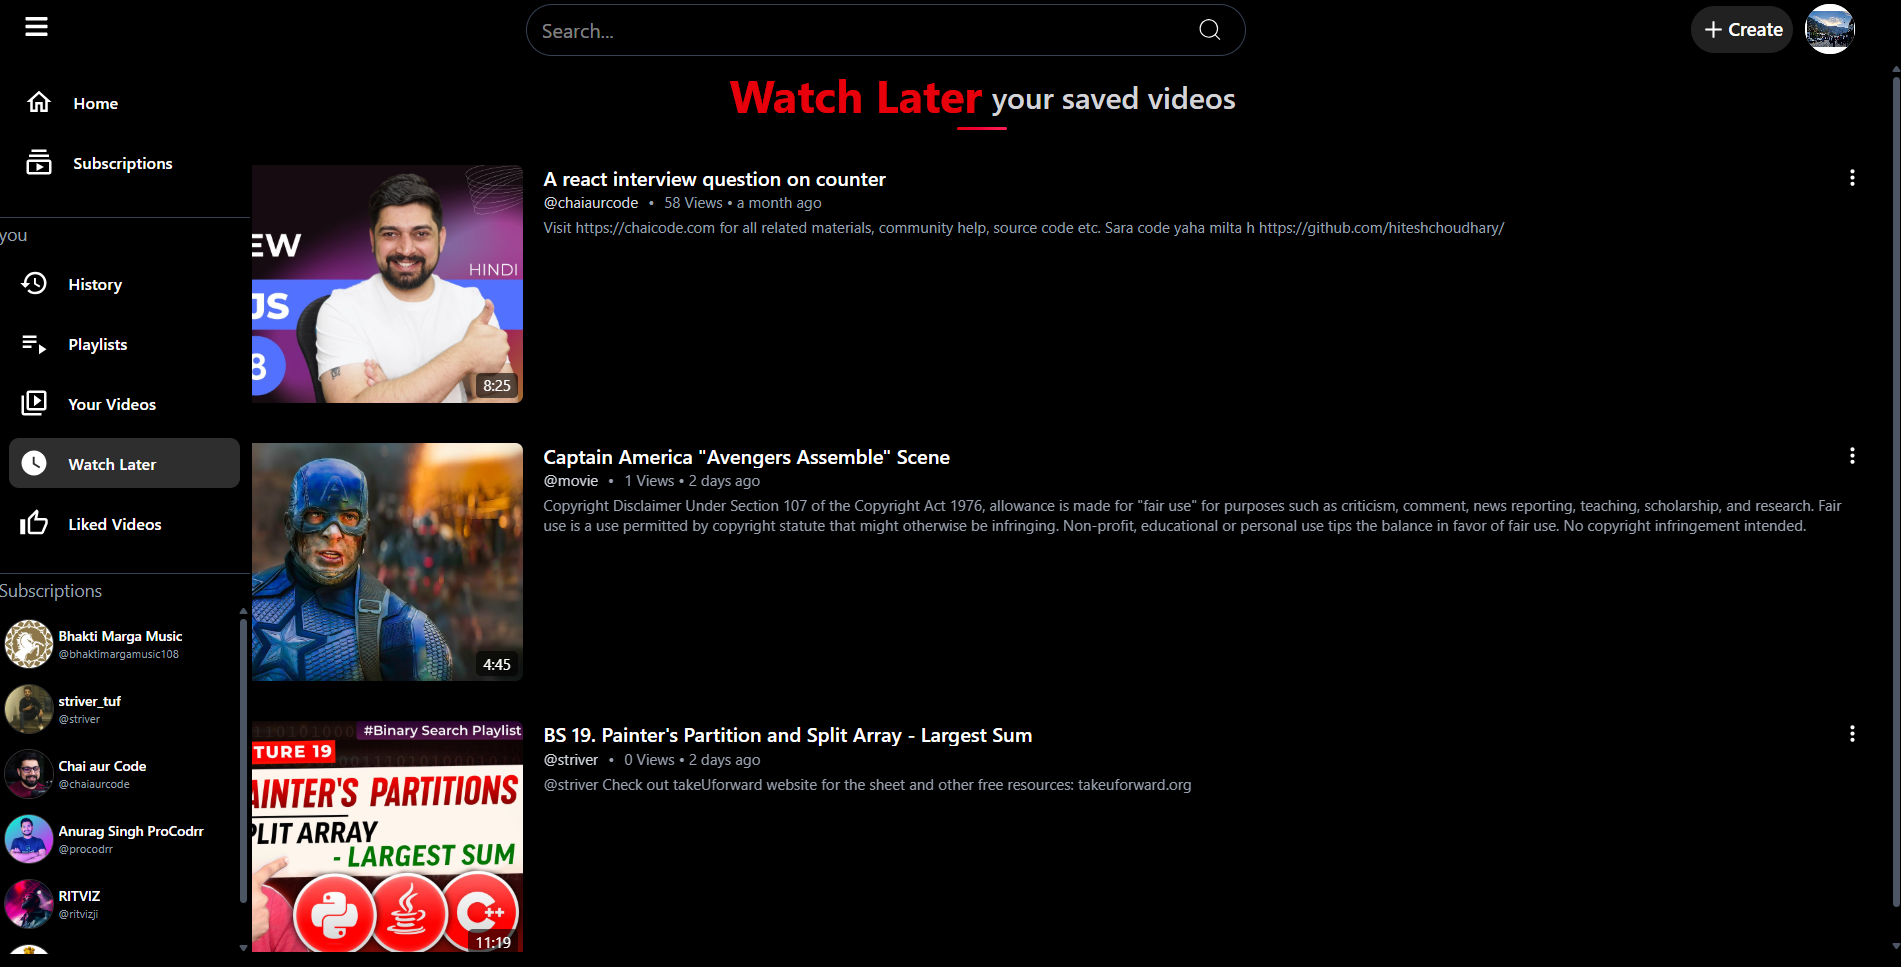 Search...
+ Create
Home
Subscriptions
you
History
Playlists
Your Videos
Watch Later
Liked Videos
Subscriptions
Bhakti Marga Music
@bhaktimargamusic108
striver_tuf
@striver
Chai aur Code
@chaiaurcode
Anurag Singh ProCodrr
@procodrr
RITVIZ
@ritvizji
Watch Later your saved videos
EW
HINDI
JS
8
8:25
A react interview question on counter
@chaiaurcode • 58 Views • a month ago
Visit https://chaicode.com for all related materials, community help, source code etc. Sara code yaha milta h https://github.com/hiteshchoudhary/
4:45
Captain America "Avengers Assemble" Scene
@movie • 1 Views • 2 days ago
Copyright Disclaimer Under Section 107 of the Copyright Act 1976, allowance is made for "fair use" for purposes such as criticism, comment, news reporting, teaching, scholarship, and research. Fair
use is a use permitted by copyright statute that might otherwise be infringing. Non-profit, educational or personal use tips the balance in favor of fair use. No copyright infringement intended.
#Binary Search Playlist
TURE 19
AINTER'S PARTITIONS
PLIT ARRAY
- LARGEST SUM
C++
11:19
BS 19. Painter's Partition and Split Array - Largest Sum
@striver • 0 Views • 2 days ago
@striver Check out takeUforward website for the sheet and other free resources: takeuforward.org